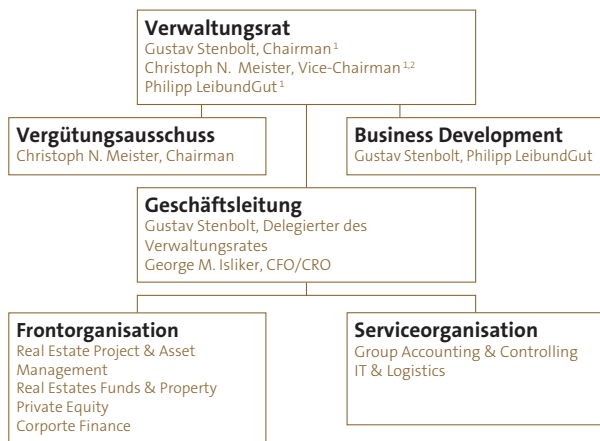 Verwaltungsrat
Gustav Stenbolt, Chairman 1
Christoph N. Meister, Vice-Chairman 1,2
Philipp LeibundGut 1
Vergütungsausschuss
Christoph N. Meister, Chairman
Business Development
Gustav Stenbolt, Philipp LeibundGut
Geschäftsleitung
Gustav Stenbolt, Delegierter des
Verwaltungsrates
George M. Isliker, CFO/CRO
Frontorganisation
Real Estate Project & Asset
Management
Real Estates Funds & Property
Private Equity
Corporte Finance
Serviceorganisation
Group Accounting & Controlling
IT & Logistics